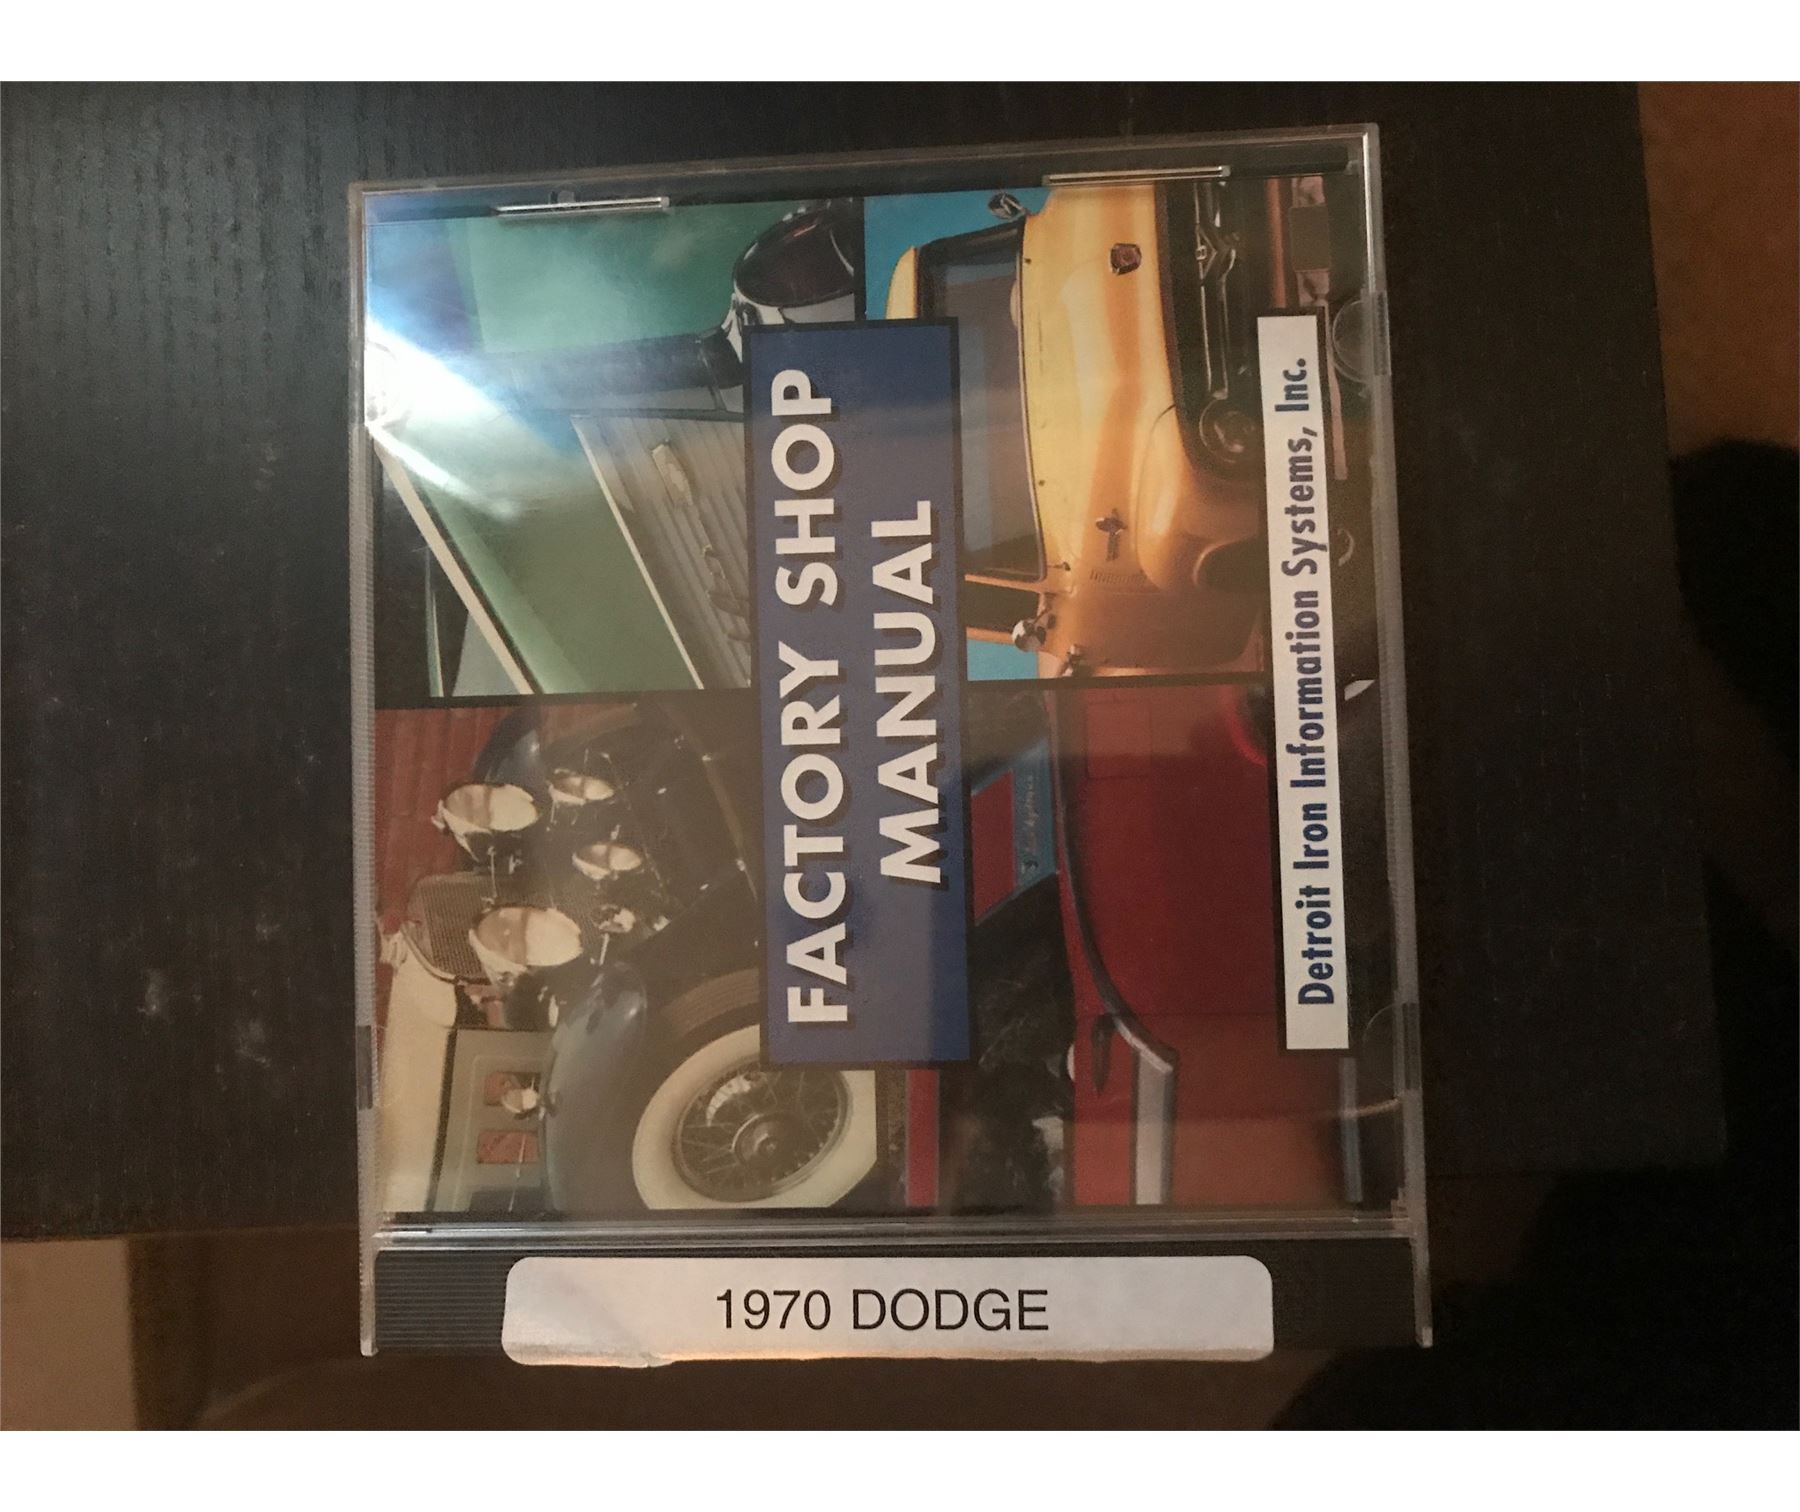 FACTORY SHOP
MANUAL
Detroit Iron Information Systems, Inc.
1970 DODGE